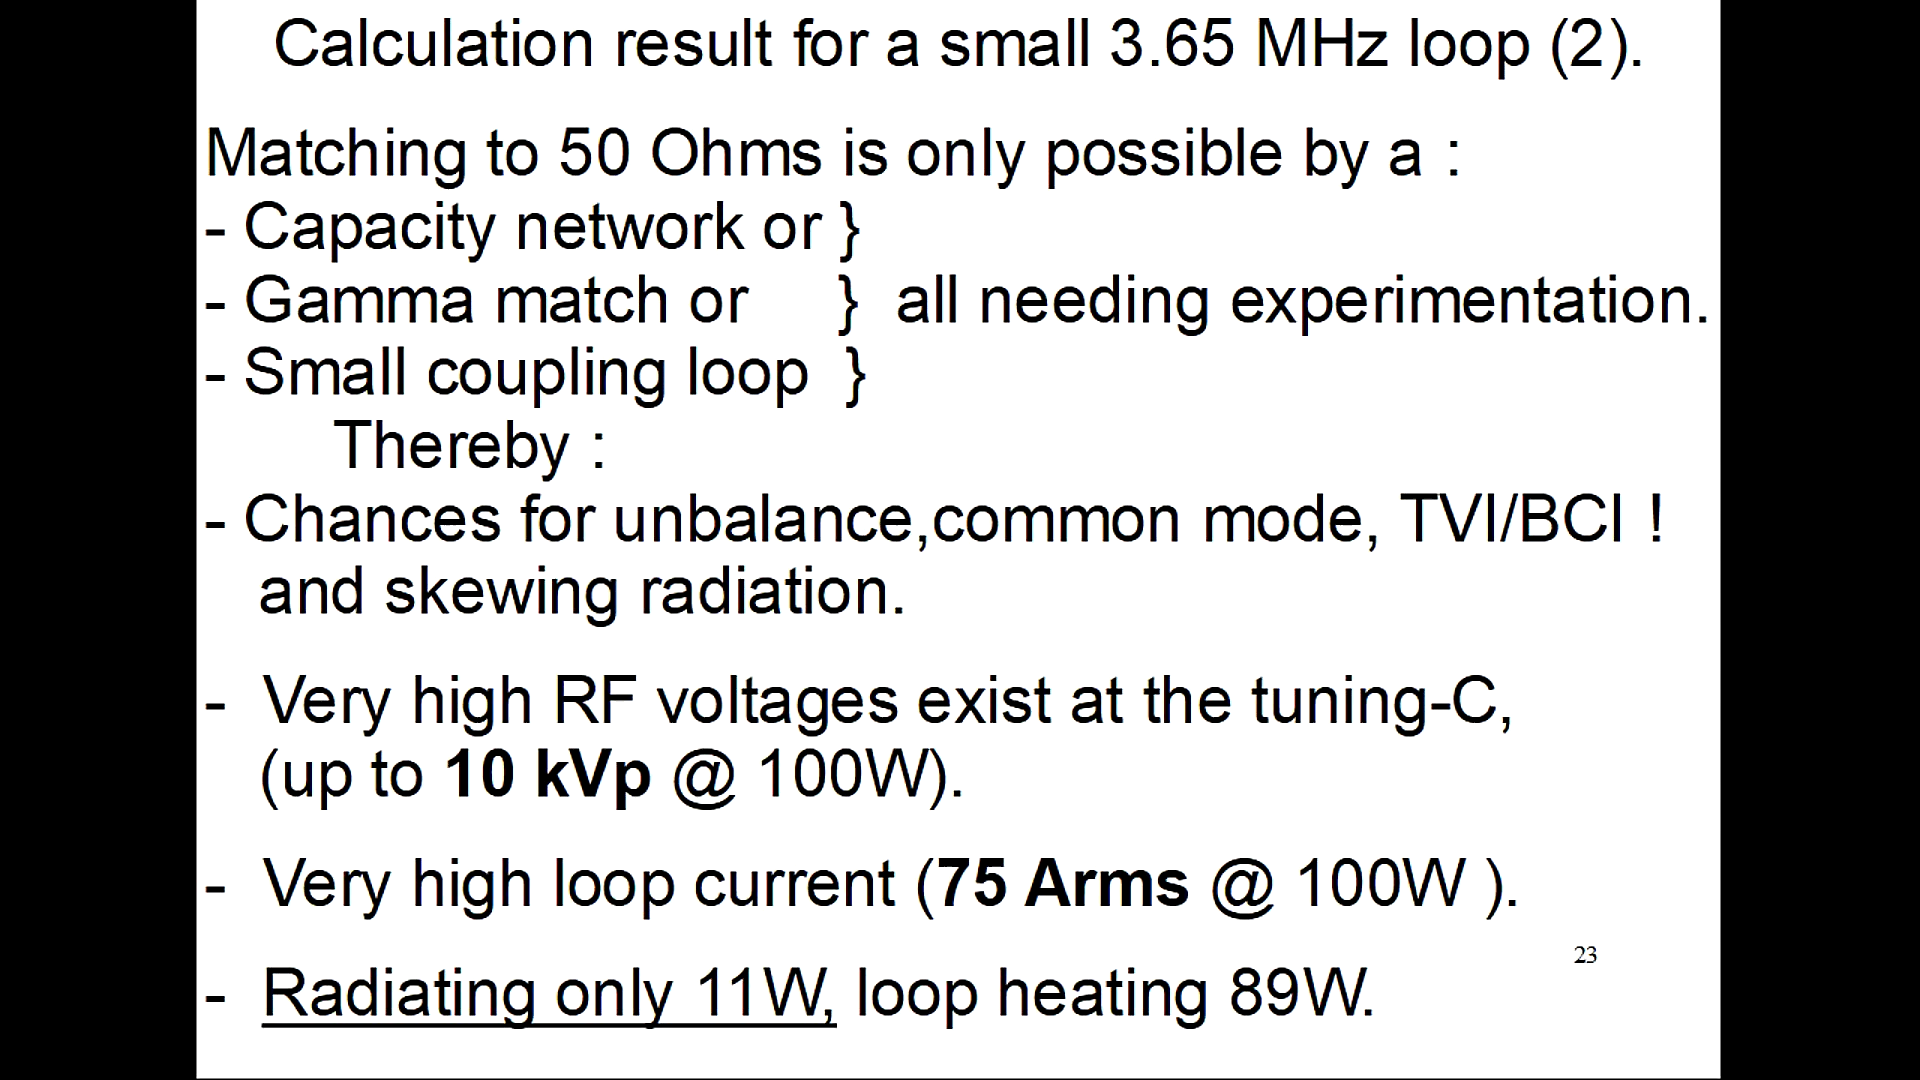 Calculation result for a small 3.65 MHz loop (2).
Matching to 50 Ohms is only possible by a :
- Capacity network or }
- Gamma match or } all needing experimentation.
- Small coupling loop }
Thereby :
- Chances for unbalance,common mode, TVI/BCI !
and skewing radiation.
- Very high RF voltages exist at the tuning-C,
(up to 10 kVp @ 100W).
- Very high loop current (75 Arms @ 100W ).
23
- Radiating only 11W, loop heating 89W.